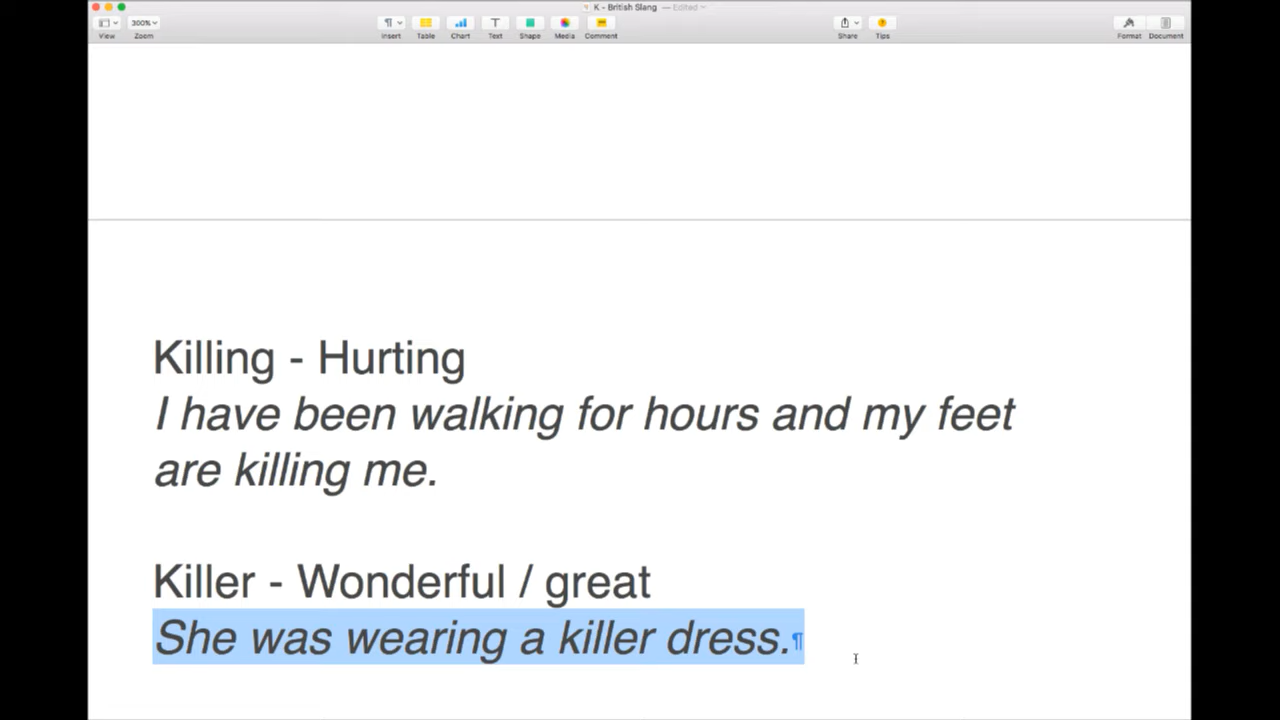 K - British Slang — Edited
300%
View Zoom Insert Table Chart Text Shape Media Comment Share Tips Format Document
Killing - Hurting
I have been walking for hours and my feet
are killing me.
Killer - Wonderful / great
She was wearing a killer dress.¶